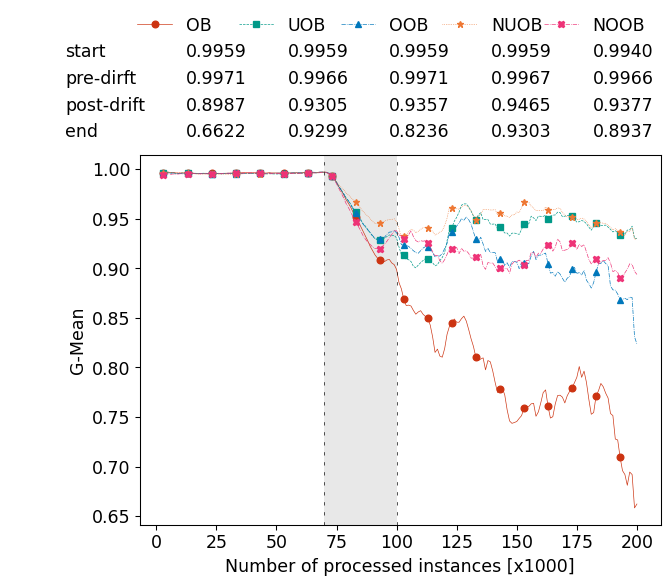 OB UOB OOB NUOB NOOB
start 0.9959 0.9959 0.9959 0.9959 0.9940
pre-dirft 0.9971 0.9966 0.9971 0.9967 0.9966
post-drift 0.8987 0.9305 0.9357 0.9465 0.9377
end 0.6622 0.9299 0.8236 0.9303 0.8937
1.00
0.95
0.90
0.85
0.80
0.75
0.70
0.65
G-Mean
0 25 50 75 100 125 150 175 200
Number of processed instances [x1000]